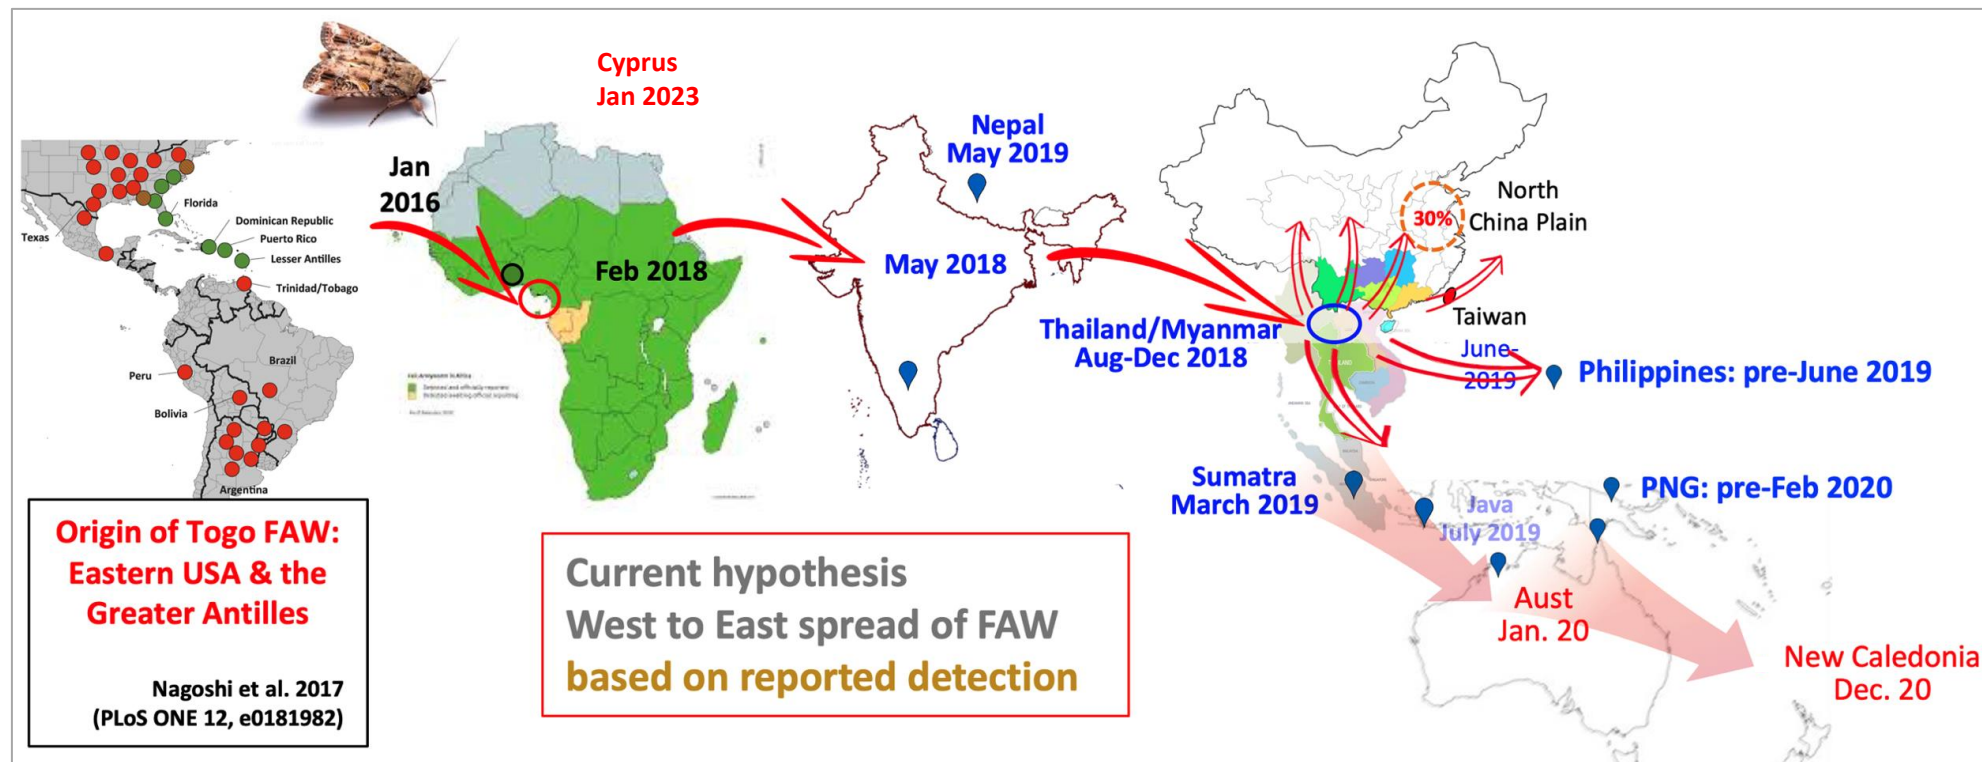 Cyprus
Jan 2023
Jan
2016
Florida
Dominican Republic
Puerto Rico
Lesser Antilles
Trinidad/Tobago
Texas
Peru
Brazil
Bolivia
Argentina
Feb 2018
Nepal
May 2019
May 2018
30%
North
China Plain
Thailand/Myanmar
Aug-Dec 2018
Taiwan
June-
2019
Philippines: pre-June 2019
Sumatra
March 2019
Java
July 2019
PNG: pre-Feb 2020
Aust
Jan. 20
New Caledonia
Dec. 20
Origin of Togo FAW:
Eastern USA & the
Greater Antilles
Nagoshi et al. 2017
(PLoS ONE 12, e0181982)
Current hypothesis
West to East spread of FAW
based on reported detection